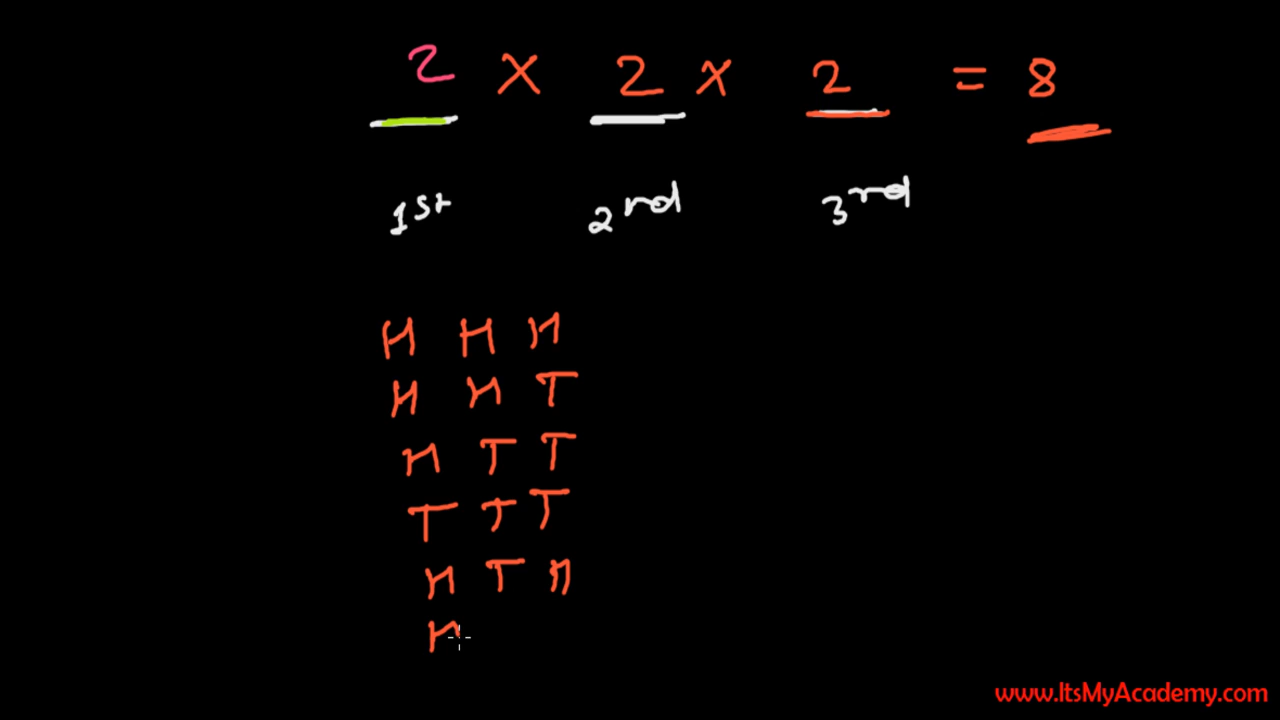 2 X 2 X 2 = 8
1st 2nd 3rd
H H H
H H T
H T T
T T T
H T H
H
www.ItsMyAcademy.com